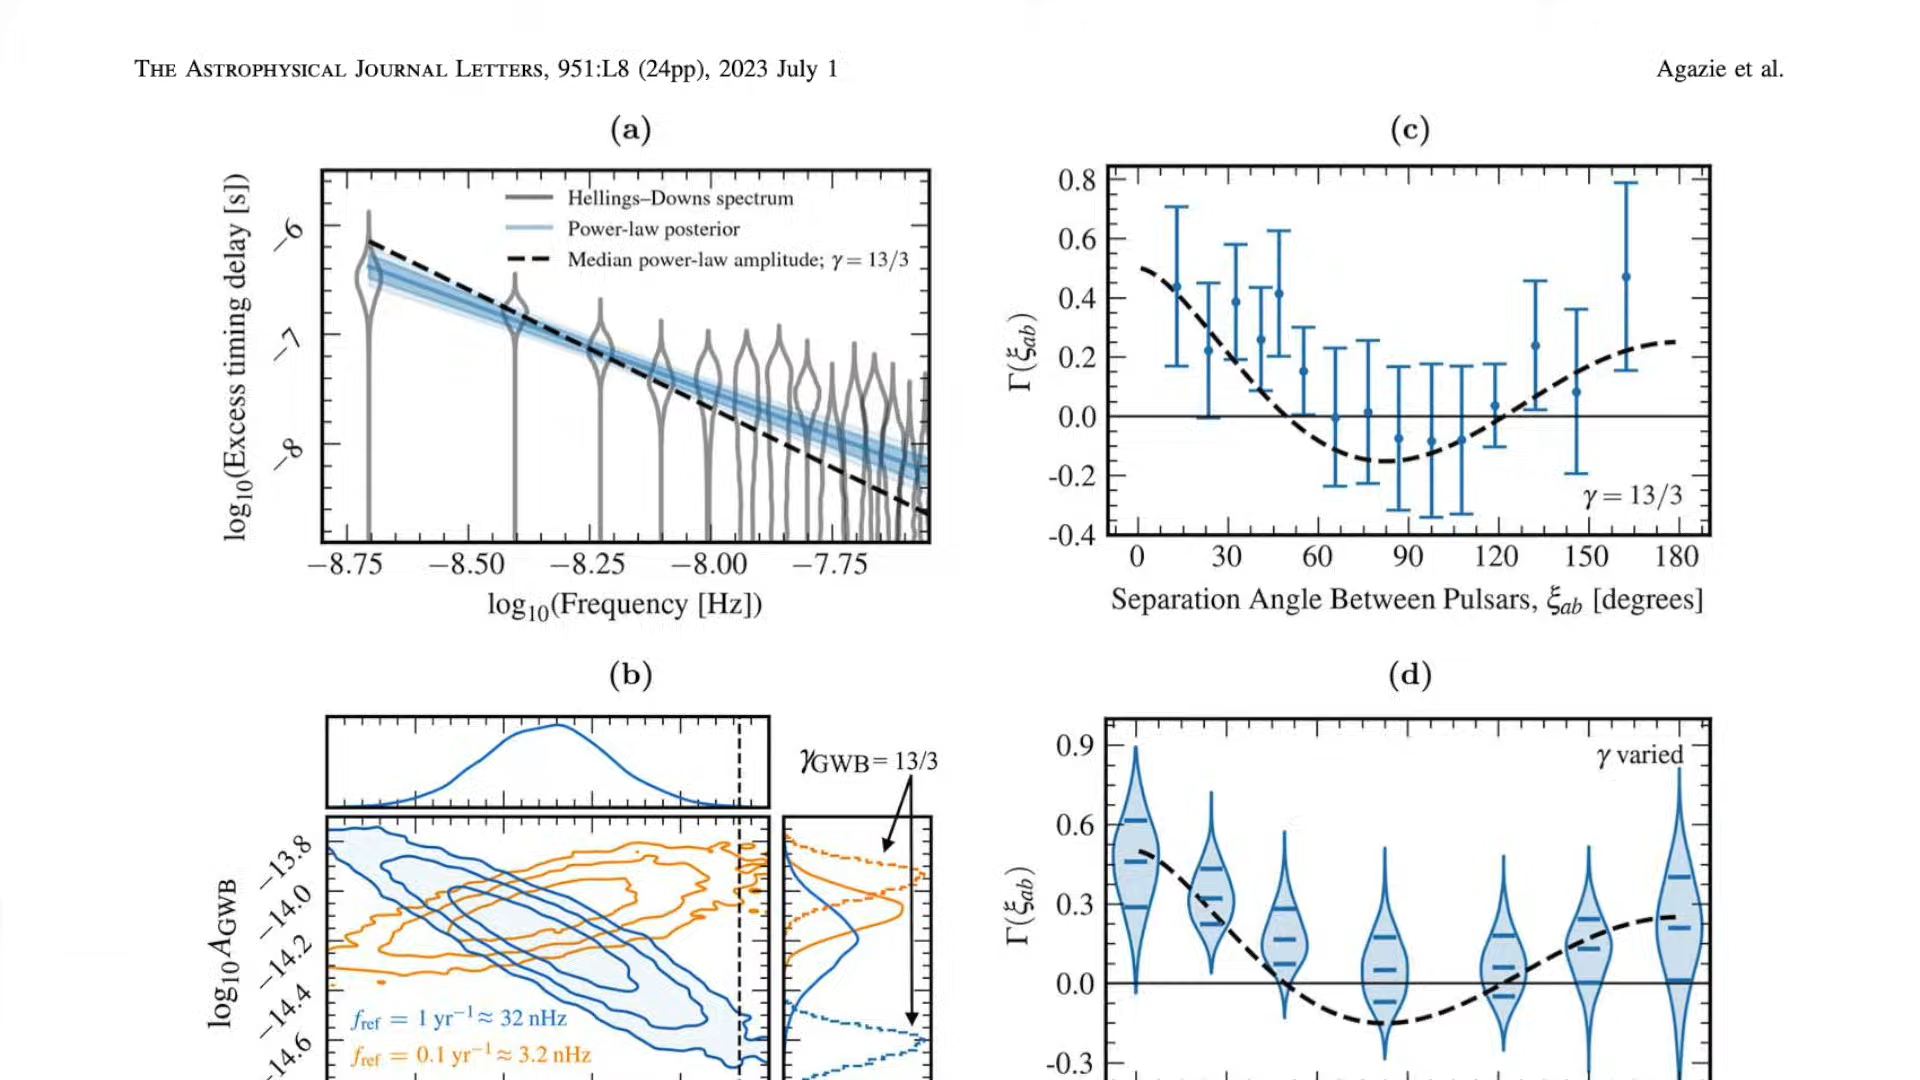 THE ASTROPHYSICAL JOURNAL LETTERS, 951:L8 (24pp), 2023 July 1
Agazie et al.
(a)
log₁₀(Excess timing delay [s])
−6
−7
−8
Hellings–Downs spectrum
Power-law posterior
Median power-law amplitude; γ = 13/3
−8.75 −8.50 −8.25 −8.00 −7.75
log₁₀(Frequency [Hz])
(c)
Γ(ξab)
0.8
0.6
0.4
0.2
0.0
-0.2
-0.4
γ = 13/3
0 30 60 90 120 150 180
Separation Angle Between Pulsars, ξab [degrees]
(b)
γGWB = 13/3
log₁₀AGWB
−13.8
−14.0
−14.2
−14.4
−14.6
fref = 1 yr⁻¹ ≈ 32 nHz
fref = 0.1 yr⁻¹ ≈ 3.2 nHz
(d)
Γ(ξab)
0.9
0.6
0.3
0.0
-0.3
γ varied